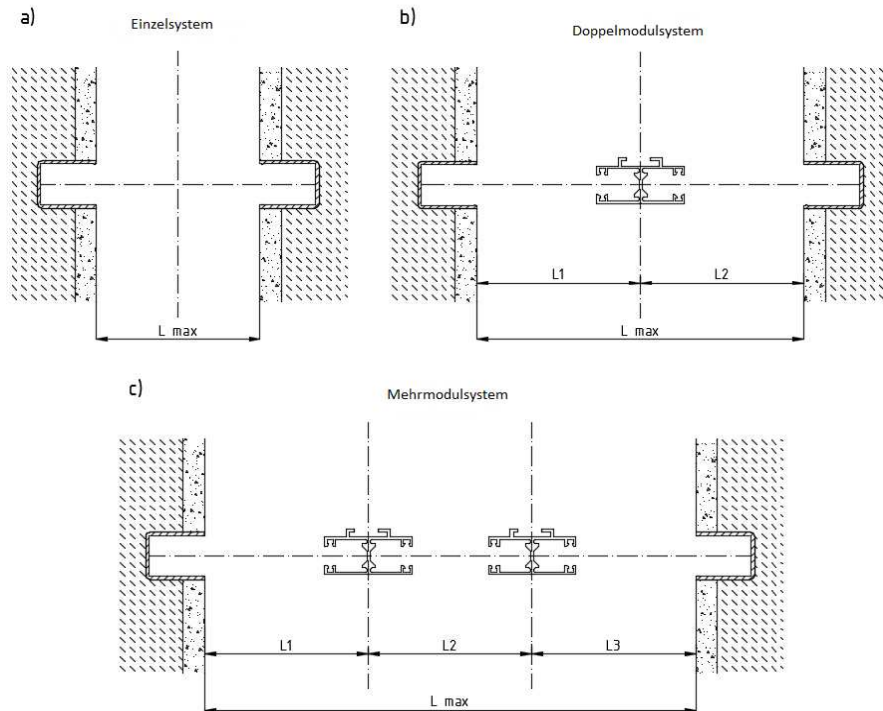 a)
Einzelsystem
L max
b)
Doppelmodulsystem
L1
L2
L max
c)
Mehrmodulsystem
L1
L2
L3
L max